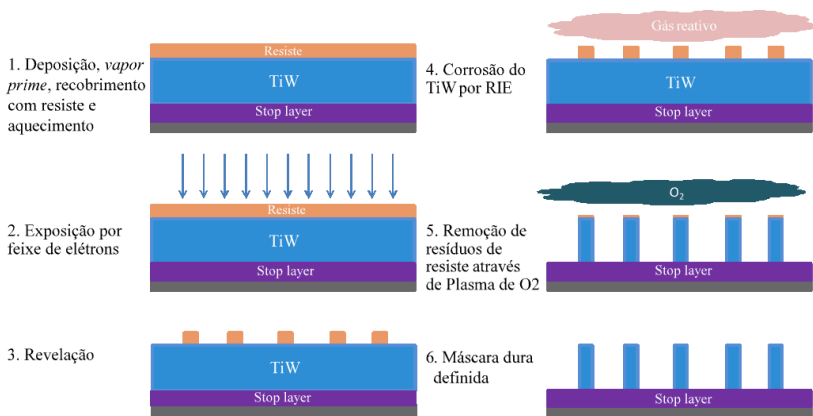 1. Deposição, vapor
prime, recobrimento
com resiste e
aquecimento
Resiste
TiW
Stop layer
2. Exposição por
feixe de elétrons
Resiste
TiW
Stop layer
3. Revelação
TiW
Stop layer
4. Corrosão do
TiW por RIE
Gás reativo
TiW
Stop layer
5. Remoção de
resíduos de
resiste através
de Plasma de O2
O₂
Stop layer
6. Máscara dura
definida
Stop layer